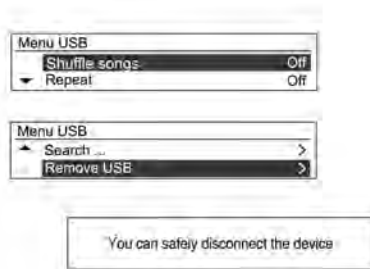 Menu USB
Shuffle songs Off
Repeat Off
Menu USB
Search ... >
Remove USB >
You can safely disconnect the device